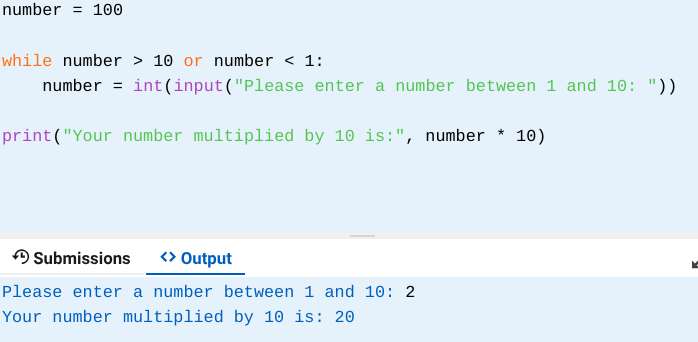 number = 100
while number > 10 or number < 1:
    number = int(input("Please enter a number between 1 and 10: "))
print("Your number multiplied by 10 is:", number * 10)
Submissions <> Output
Please enter a number between 1 and 10: 2
Your number multiplied by 10 is: 20